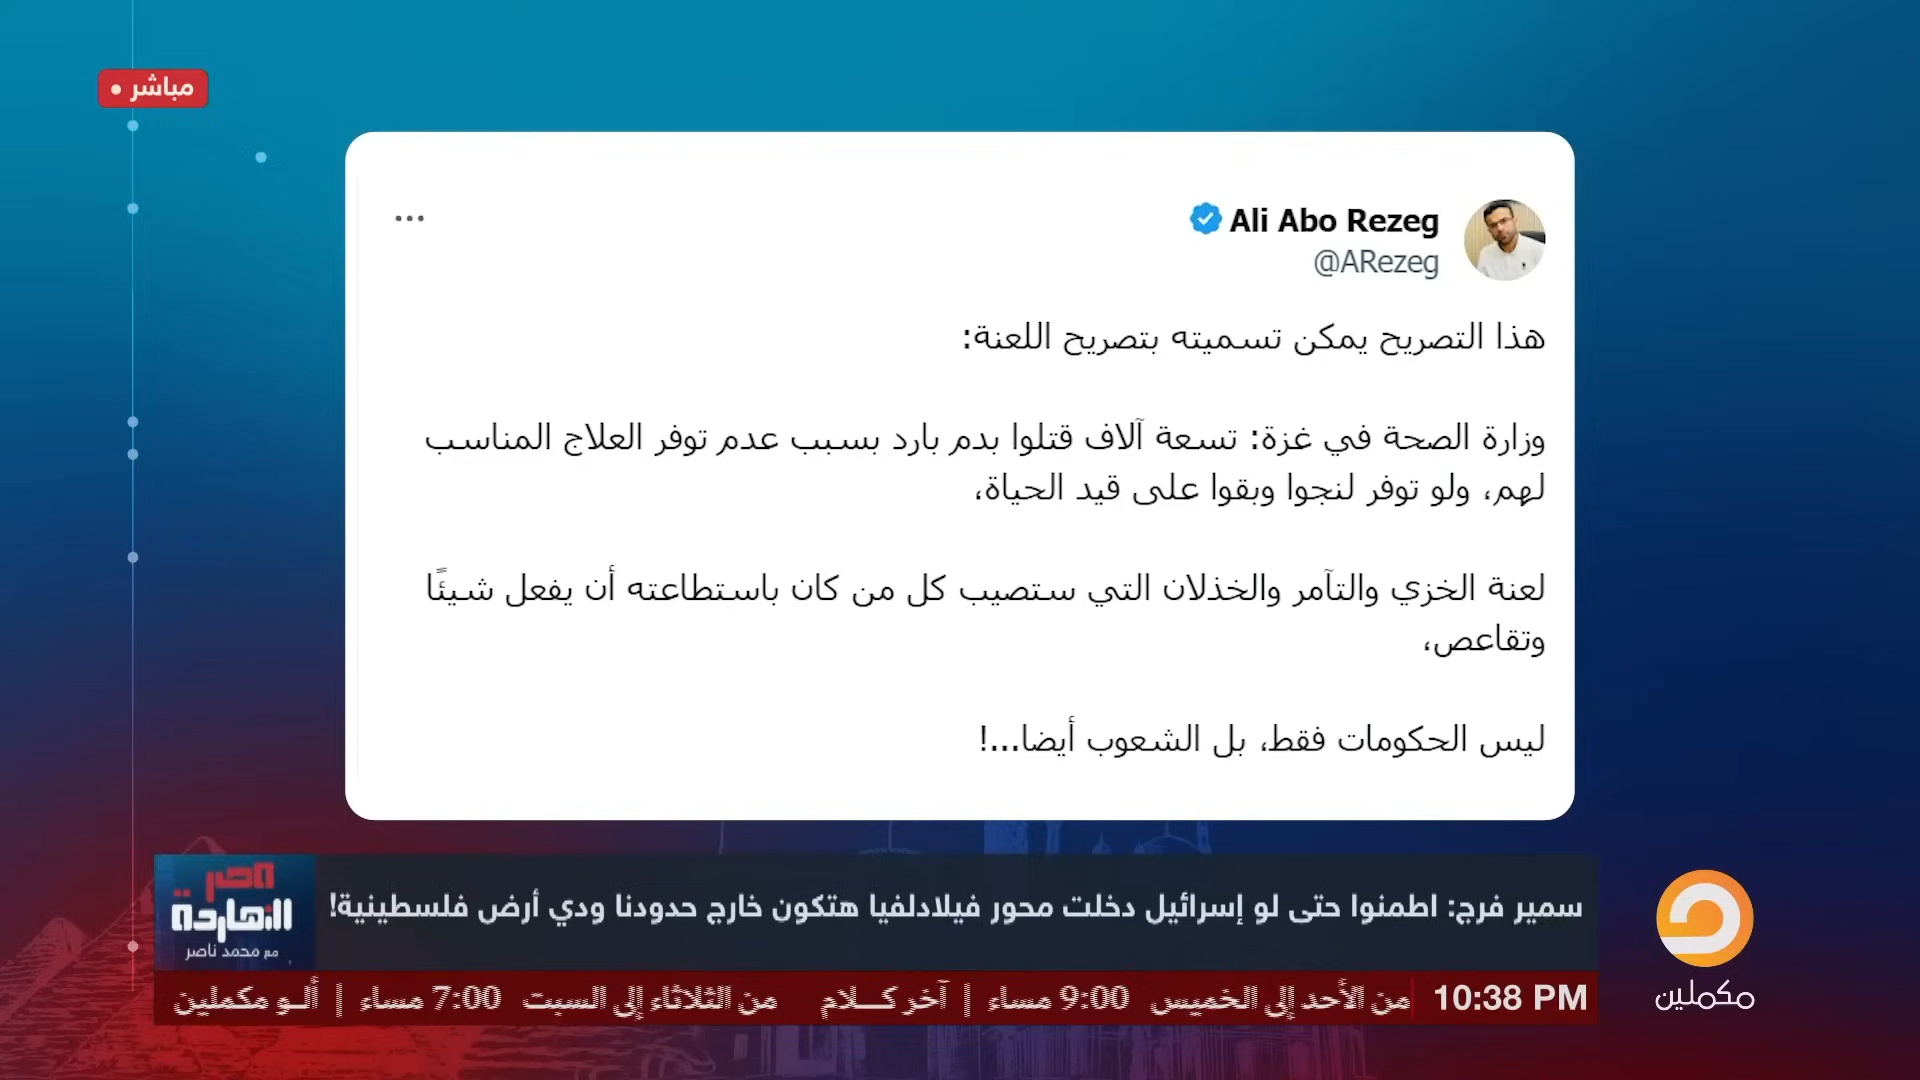 مباشر
Ali Abo Rezeg
@ARezeg
هذا التصريح يمكن تسميته بتصريح اللعنة:
وزارة الصحة في غزة: تسعة آلاف قتلوا بدم بارد بسبب عدم توفر العلاج المناسب
لهم، ولو توفر لنجوا وبقوا على قيد الحياة،
لعنة الخزي والتآمر والخذلان التي ستصيب كل من كان باستطاعته أن يفعل شيئًا
وتقاعص،
ليس الحكومات فقط، بل الشعوب أيضا...!
سمير فرج: اطمنوا حتى لو إسرائيل دخلت محور فيلادلفيا هتكون خارج حدودنا ودي أرض فلسطينية!
مصر
النهاردة
مع محمد ناصر
10:38 PM
من الأحد إلى الخميس 9:00 مساء | آخر كـــلام من الثلاثاء إلى السبت 7:00 مساء | ألــو مكملين
مكملين